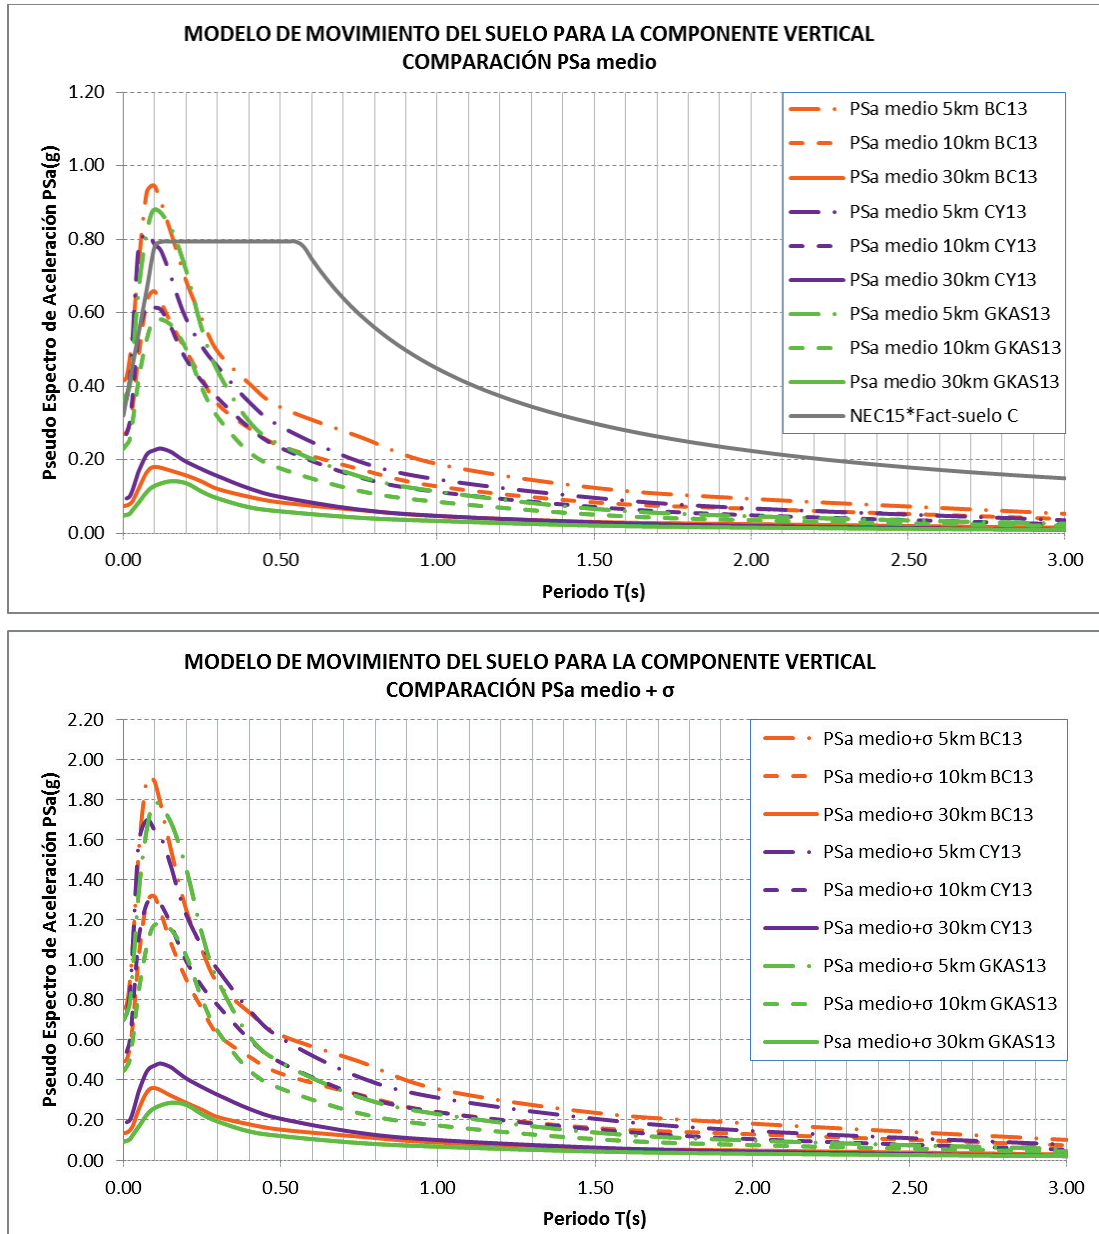 MODELO DE MOVIMIENTO DEL SUELO PARA LA COMPONENTE VERTICAL
COMPARACIÓN PSa medio
Pseudo Espectro de Aceleración PSa(g)
1.20
1.00
0.80
0.60
0.40
0.20
0.00
0.00
0.50
1.00
1.50
2.00
2.50
3.00
Periodo T(s)
PSa medio 5km BC13
PSa medio 10km BC13
PSa medio 30km BC13
PSa medio 5km CY13
PSa medio 10km CY13
PSa medio 30km CY13
PSa medio 5km GKAS13
PSa medio 10km GKAS13
Psa medio 30km GKAS13
NEC15*Fact-suelo C
MODELO DE MOVIMIENTO DEL SUELO PARA LA COMPONENTE VERTICAL
COMPARACIÓN PSa medio + σ
Pseudo Espectro de Aceleración PSa(g)
2.20
2.00
1.80
1.60
1.40
1.20
1.00
0.80
0.60
0.40
0.20
0.00
0.00
0.50
1.00
1.50
2.00
2.50
3.00
Periodo T(s)
PSa medio+σ 5km BC13
PSa medio+σ 10km BC13
PSa medio+σ 30km BC13
PSa medio+σ 5km CY13
PSa medio+σ 10km CY13
PSa medio+σ 30km CY13
PSa medio+σ 5km GKAS13
PSa medio+σ 10km GKAS13
Psa medio+σ 30km GKAS13